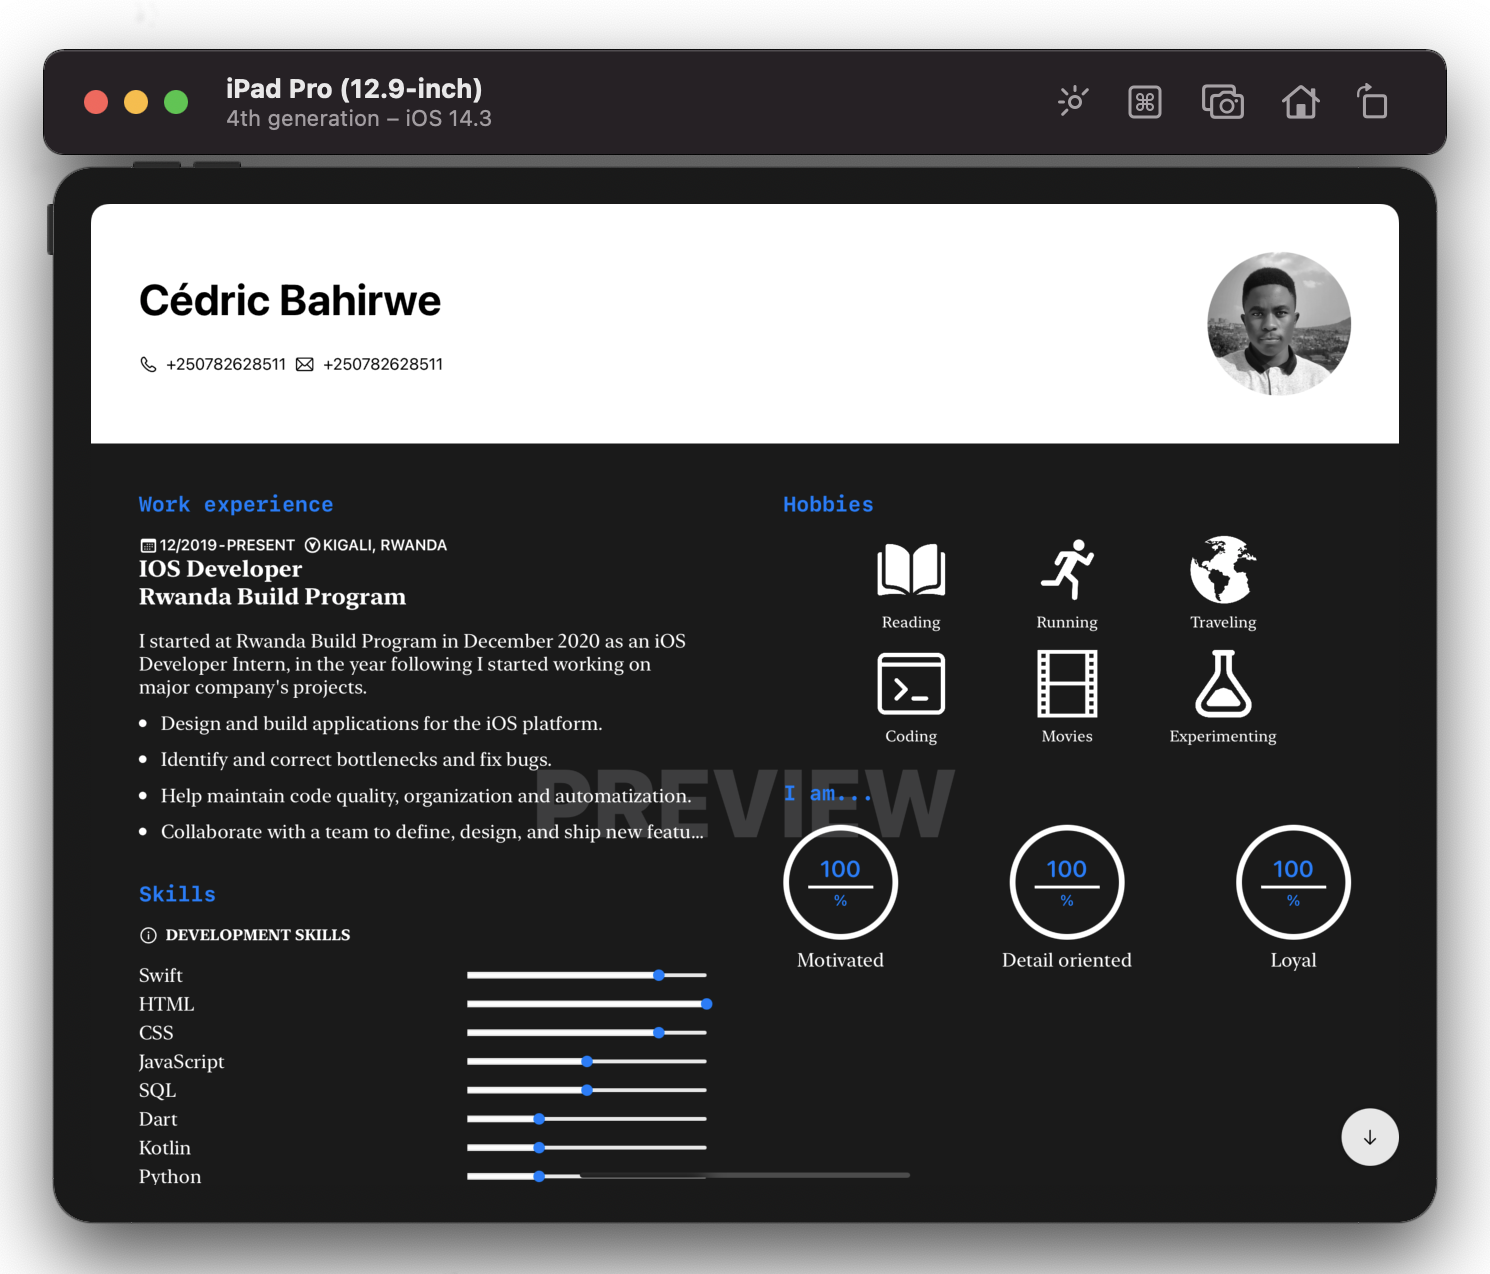 iPad Pro (12.9-inch)
4th generation – iOS 14.3
Cédric Bahirwe
+250782628511 +250782628511
Work experience
12/2019-PRESENT KIGALI, RWANDA
IOS Developer
Rwanda Build Program
I started at Rwanda Build Program in December 2020 as an iOS
Developer Intern, in the year following I started working on
major company's projects.
• Design and build applications for the iOS platform.
• Identify and correct bottlenecks and fix bugs.
• Help maintain code quality, organization and automatization.
• Collaborate with a team to define, design, and ship new featu...
Skills
DEVELOPMENT SKILLS
Swift
HTML
CSS
JavaScript
SQL
Dart
Kotlin
Python
Hobbies
Reading Running Traveling
Coding Movies Experimenting
PREVIEW
I am...
100 100 100
% % %
Motivated Detail oriented Loyal